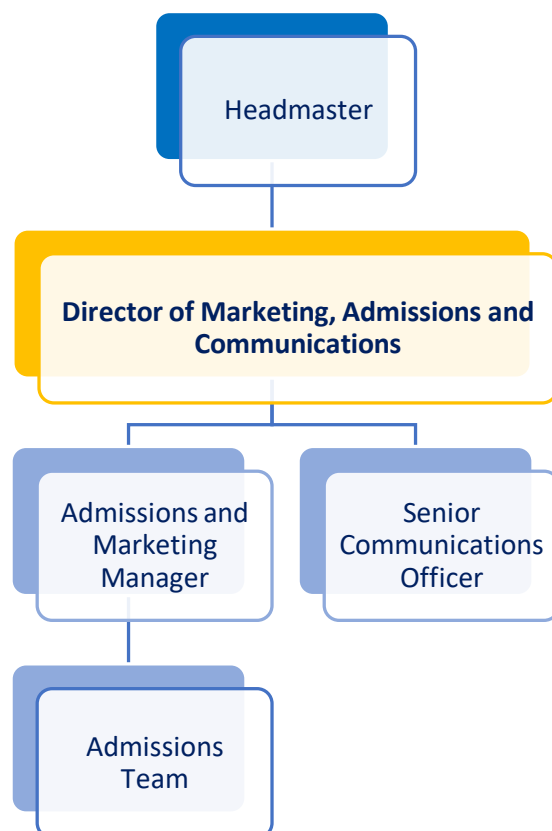 Headmaster
Director of Marketing, Admissions and
Communications
Admissions and
Marketing
Manager
Senior
Communications
Officer
Admissions
Team